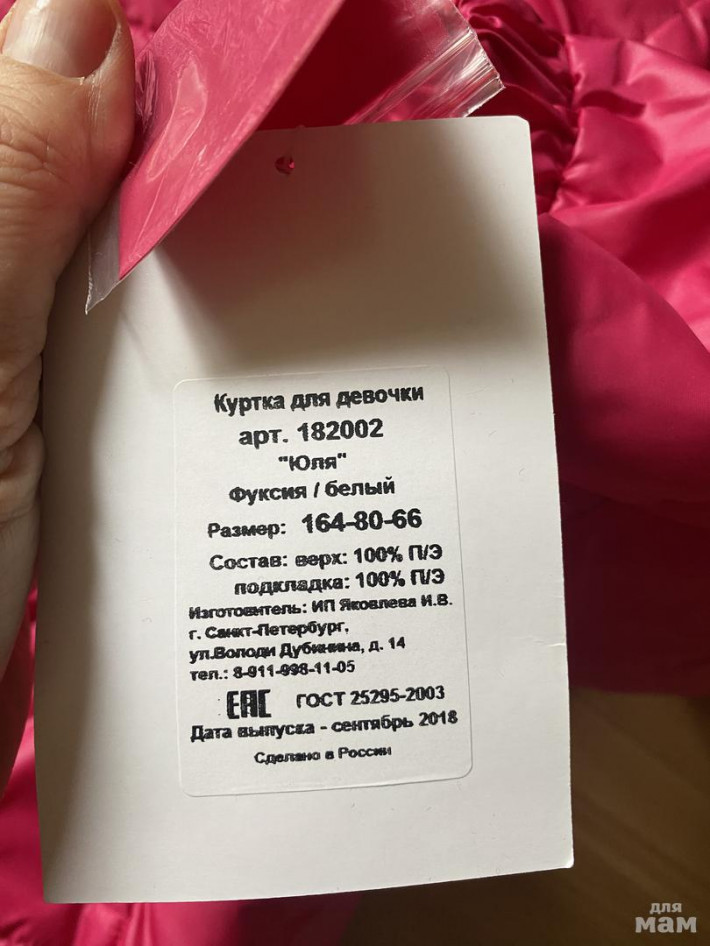 Куртка для девочки
арт. 182002
"Юля"
Фуксия / белый
Размер: 164-80-66
Состав: верх: 100% П/Э
подкладка: 100% П/Э
Изготовитель: ИП Яковлева И.В.
г. Санкт-Петербург,
ул.Володи Дубинина, д. 14
тел.: 8-911-998-11-05
ЕАС ГОСТ 25295-2003
Дата выпуска - сентябрь 2018
Сделано в России
для
мам